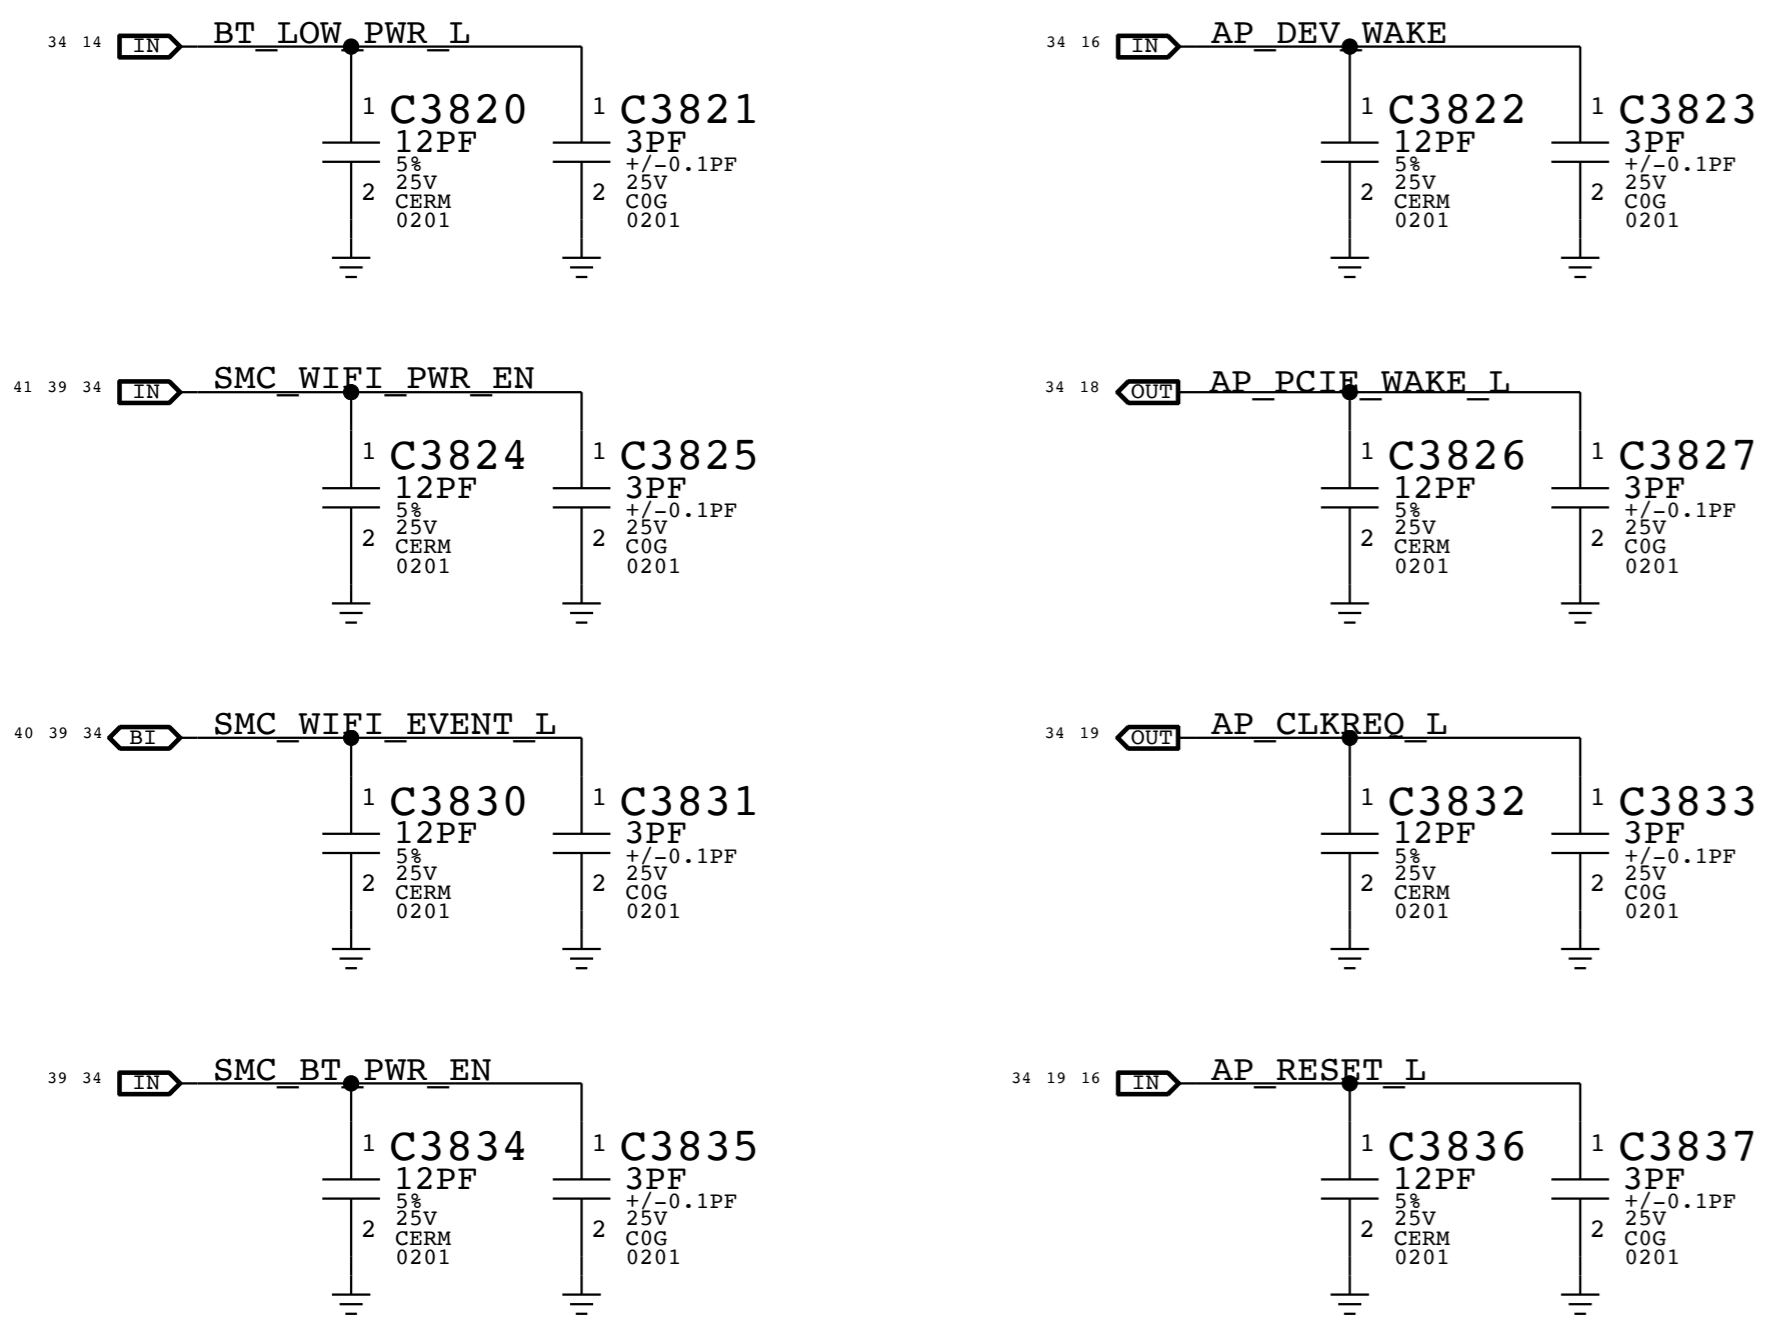 34 14 IN BT_LOW_PWR_L
1 C3820
12PF
5%
25V
2 CERM
0201
1 C3821
3PF
+/-0.1PF
25V
2 C0G
0201
34 16 IN AP_DEV_WAKE
1 C3822
12PF
5%
25V
2 CERM
0201
1 C3823
3PF
+/-0.1PF
25V
2 C0G
0201
41 39 34 IN SMC_WIFI_PWR_EN
1 C3824
12PF
5%
25V
2 CERM
0201
1 C3825
3PF
+/-0.1PF
25V
2 C0G
0201
34 18 OUT AP_PCIE_WAKE_L
1 C3826
12PF
5%
25V
2 CERM
0201
1 C3827
3PF
+/-0.1PF
25V
2 C0G
0201
40 39 34 BI SMC_WIFI_EVENT_L
1 C3830
12PF
5%
25V
2 CERM
0201
1 C3831
3PF
+/-0.1PF
25V
2 C0G
0201
34 19 OUT AP_CLKREQ_L
1 C3832
12PF
5%
25V
2 CERM
0201
1 C3833
3PF
+/-0.1PF
25V
2 C0G
0201
39 34 IN SMC_BT_PWR_EN
1 C3834
12PF
5%
25V
2 CERM
0201
1 C3835
3PF
+/-0.1PF
25V
2 C0G
0201
34 19 16 IN AP_RESET_L
1 C3836
12PF
5%
25V
2 CERM
0201
1 C3837
3PF
+/-0.1PF
25V
2 C0G
0201